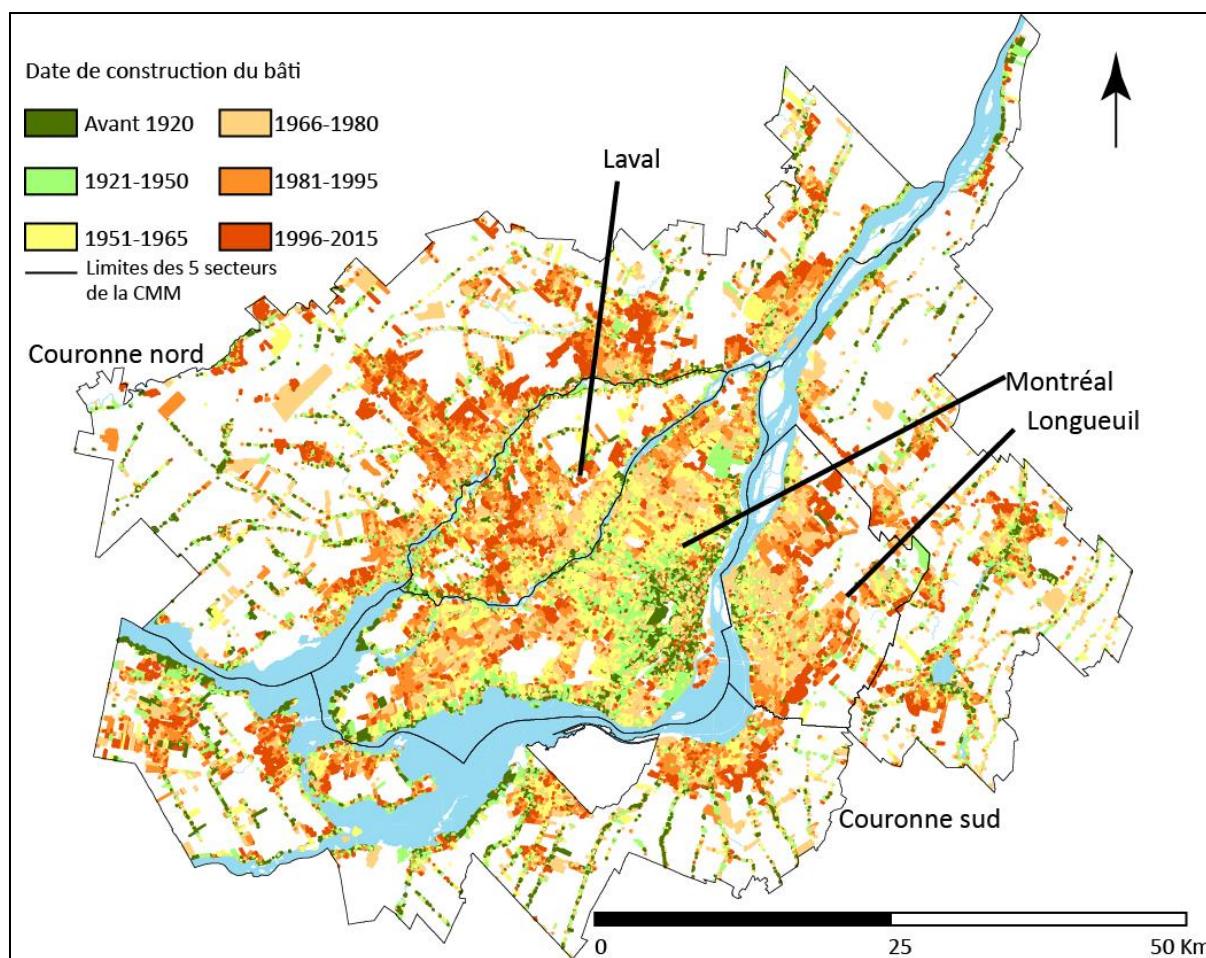 Date de construction du bâti
Avant 1920
1966-1980
1921-1950
1981-1995
1951-1965
1996-2015
Limites des 5 secteurs
de la CMM
Laval
Couronne nord
Montréal
Longueuil
Couronne sud
0
25
50 Km